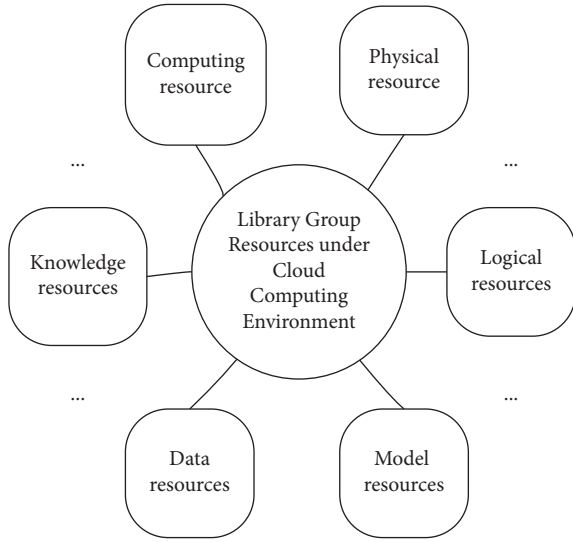 Computing
resource
Physical
resource
...
...
Library Group
Resources under
Cloud
Computing
Environment
Knowledge
resources
Logical
resources
...
...
Data
resources
Model
resources